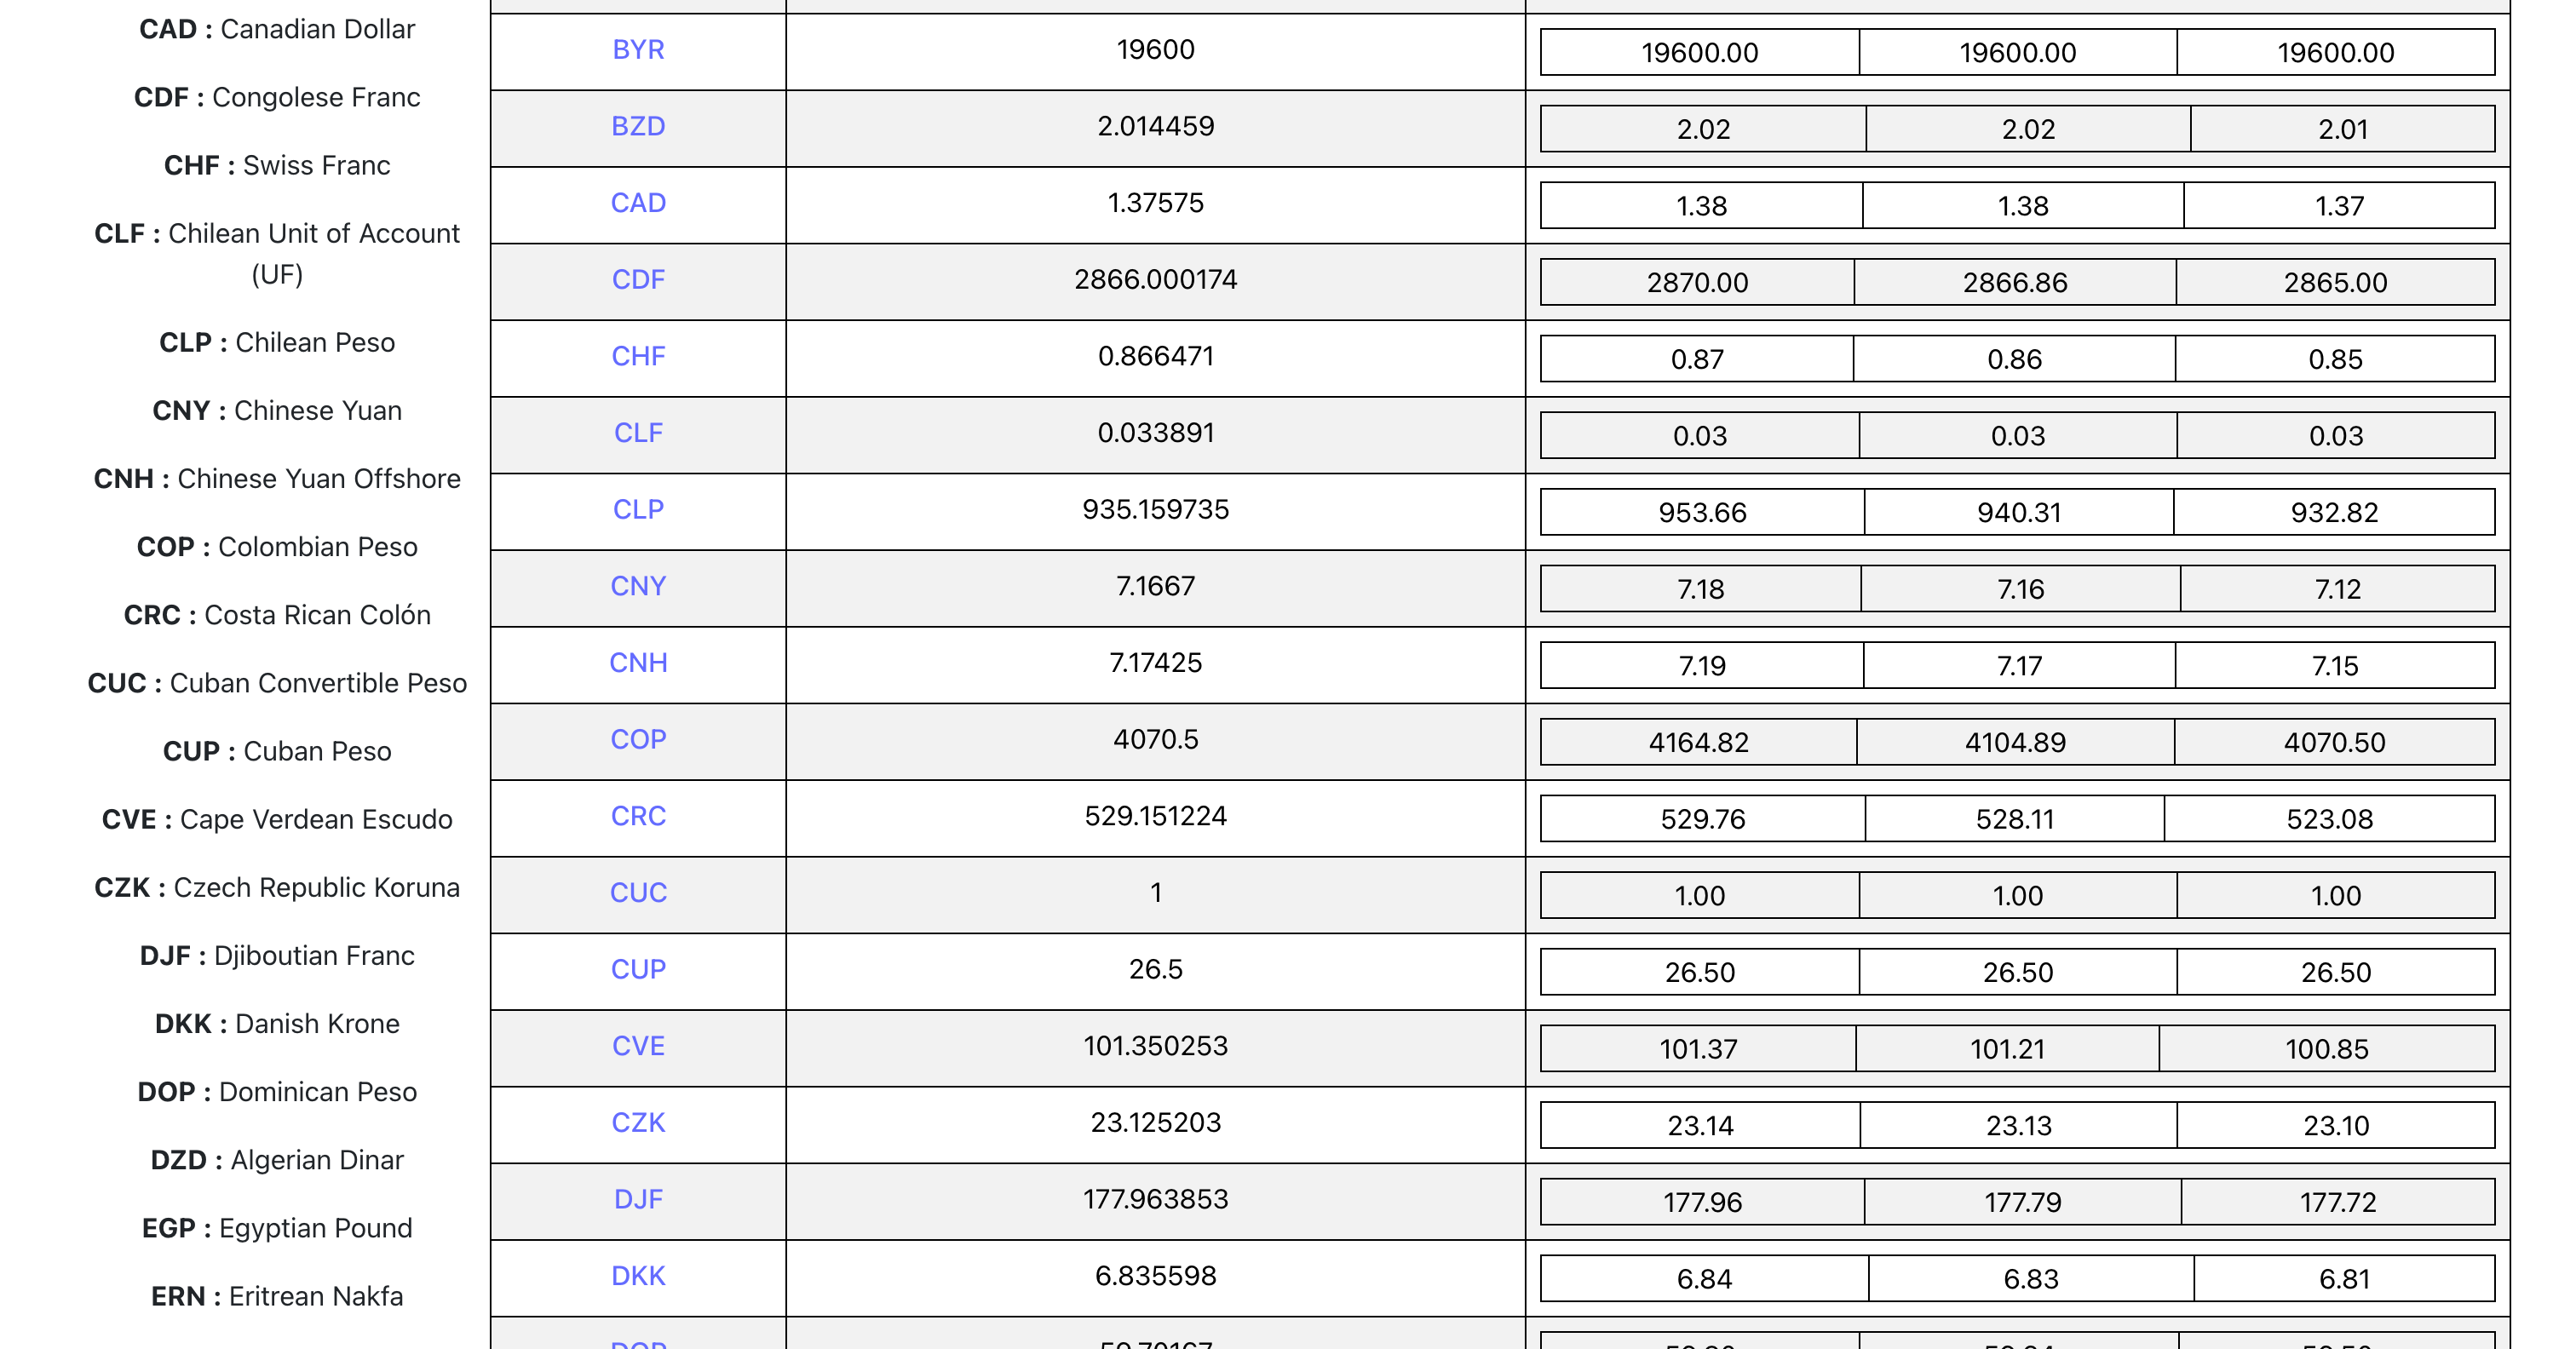 CAD : Canadian Dollar
CDF : Congolese Franc
CHF : Swiss Franc
CLF : Chilean Unit of Account
(UF)
CLP : Chilean Peso
CNY : Chinese Yuan
CNH : Chinese Yuan Offshore
COP : Colombian Peso
CRC : Costa Rican Colón
CUC : Cuban Convertible Peso
CUP : Cuban Peso
CVE : Cape Verdean Escudo
CZK : Czech Republic Koruna
DJF : Djiboutian Franc
DKK : Danish Krone
DOP : Dominican Peso
DZD : Algerian Dinar
EGP : Egyptian Pound
ERN : Eritrean Nakfa
BYR 19600 19600.00 19600.00 19600.00
BZD 2.014459 2.02 2.02 2.01
CAD 1.37575 1.38 1.38 1.37
CDF 2866.000174 2870.00 2866.86 2865.00
CHF 0.866471 0.87 0.86 0.85
CLF 0.033891 0.03 0.03 0.03
CLP 935.159735 953.66 940.31 932.82
CNY 7.1667 7.18 7.16 7.12
CNH 7.17425 7.19 7.17 7.15
COP 4070.5 4164.82 4104.89 4070.50
CRC 529.151224 529.76 528.11 523.08
CUC 1 1.00 1.00 1.00
CUP 26.5 26.50 26.50 26.50
CVE 101.350253 101.37 101.21 100.85
CZK 23.125203 23.14 23.13 23.10
DJF 177.963853 177.96 177.79 177.72
DKK 6.835598 6.84 6.83 6.81